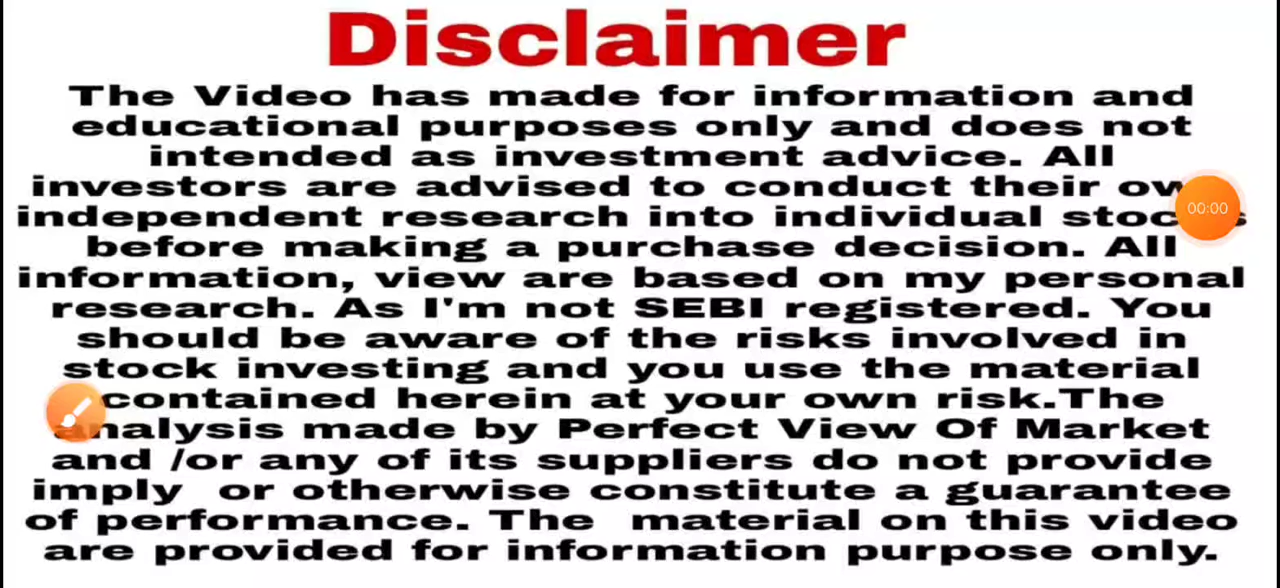 Disclaimer
The Video has made for information and
educational purposes only and does not
intended as investment advice. All
investors are advised to conduct their
00:00
independent research into individual
before making a purchase decision. All
information, view are based on my personal
research. As I'm not SEBI registered. You
should be aware of the risks involved in
stock investing and you use the material
contained herein at your own risk.The
analysis made by Perfect View Of Market
and /or any of its suppliers do not provide
imply or otherwise constitute a guarantee
of performance. The material on this video
are provided for information purpose only.